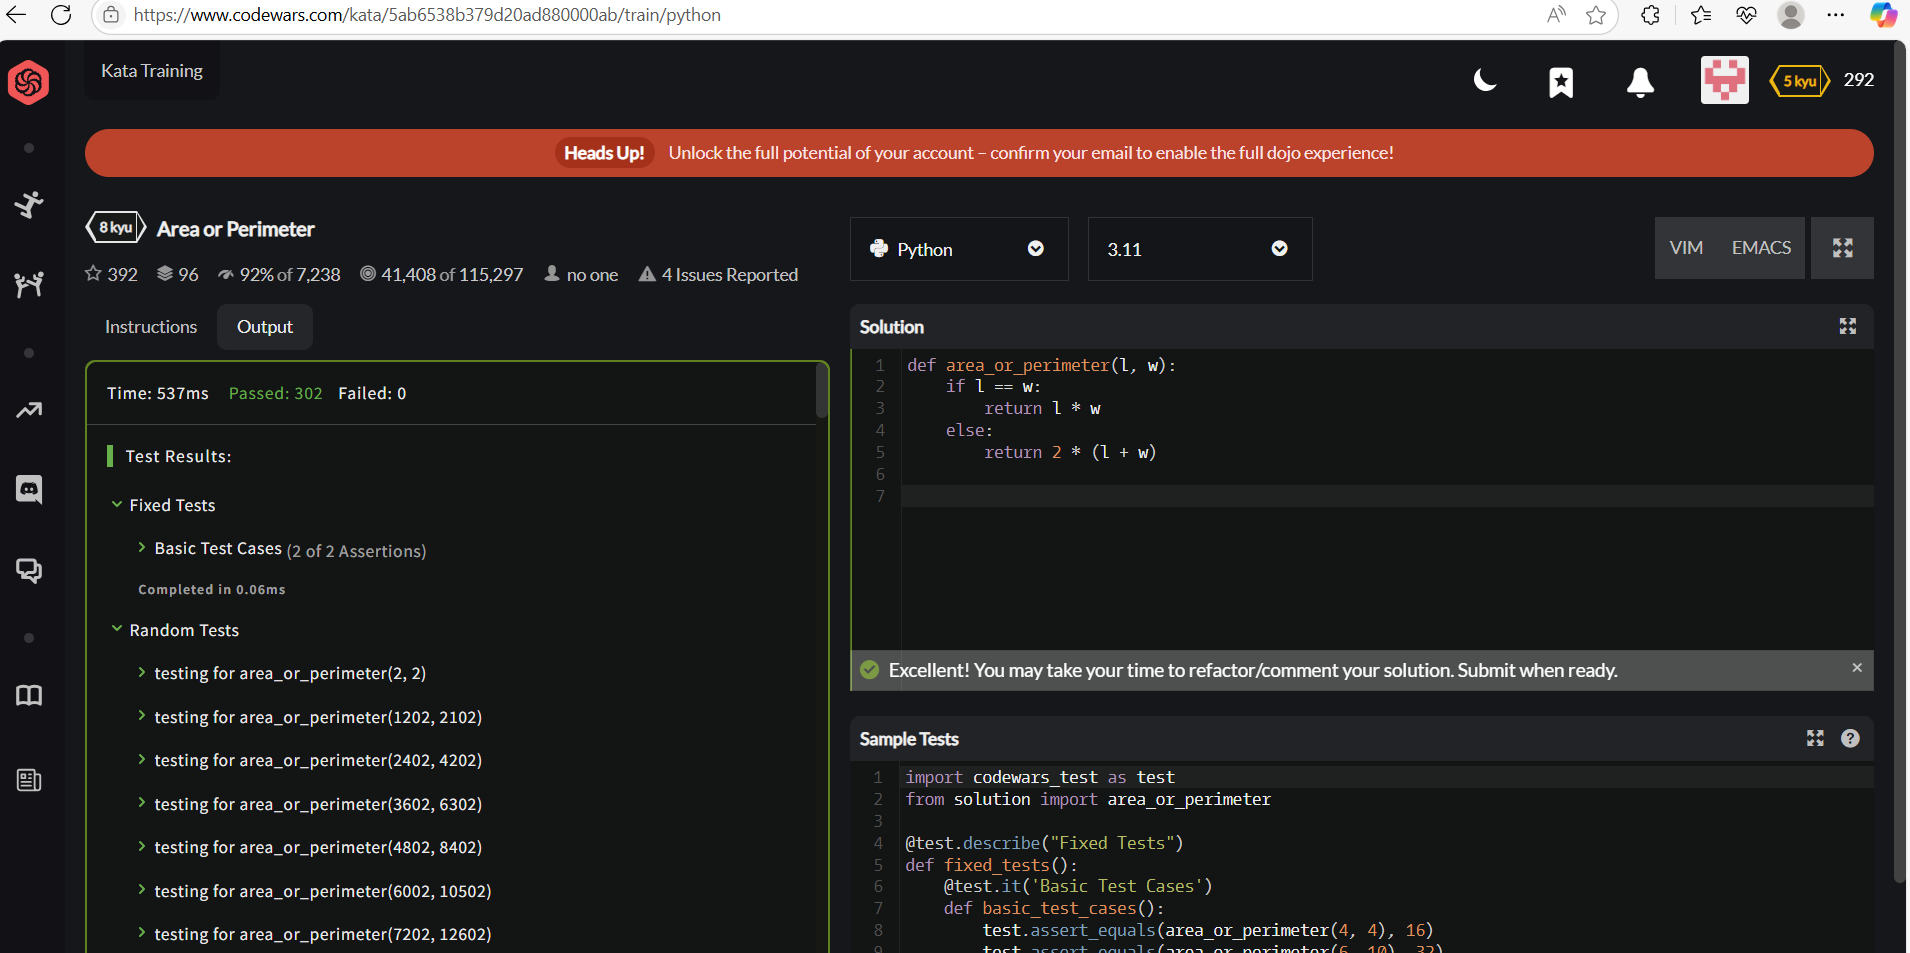 https://www.codewars.com/kata/5ab6538b379d20ad880000ab/train/python
Kata Training
5 kyu
292
Heads Up! Unlock the full potential of your account – confirm your email to enable the full dojo experience!
8 kyu Area or Perimeter
392 96 92% of 7,238 41,408 of 115,297 no one 4 Issues Reported
Python
3.11
VIM EMACS
Instructions Output
Time: 537ms Passed: 302 Failed: 0
Test Results:
Fixed Tests
Basic Test Cases (2 of 2 Assertions)
Completed in 0.06ms
Random Tests
testing for area_or_perimeter(2, 2)
testing for area_or_perimeter(1202, 2102)
testing for area_or_perimeter(2402, 4202)
testing for area_or_perimeter(3602, 6302)
testing for area_or_perimeter(4802, 8402)
testing for area_or_perimeter(6002, 10502)
testing for area_or_perimeter(7202, 12602)
Solution
1 def area_or_perimeter(l, w):
2     if l == w:
3         return l * w
4     else:
5         return 2 * (l + w)
6
7
Excellent! You may take your time to refactor/comment your solution. Submit when ready.
Sample Tests
1 import codewars_test as test
2 from solution import area_or_perimeter
3
4 @test.describe("Fixed Tests")
5 def fixed_tests():
6     @test.it('Basic Test Cases')
7     def basic_test_cases():
8         test.assert_equals(area_or_perimeter(4, 4), 16)
9         test.assert_equals(area_or_perimeter(6, 10), 32)